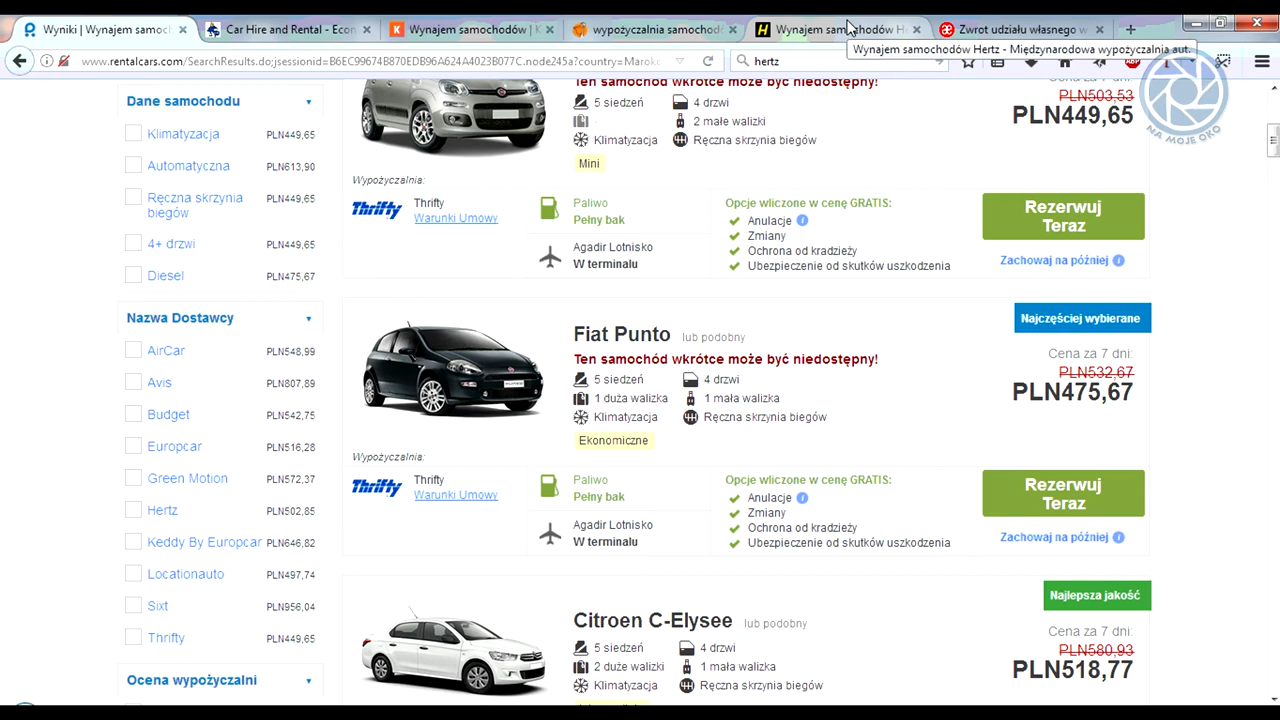 Wyniki | Wynajem samochod
Car Hire and Rental - Econ
Wynajem samochodów | K
wypożyczalnia samochod
Wynajem samochodów H
Zwrot udziału własnego w
www.rentalcars.com/SearchResults.do;jsessionid=B6EC99674B870EDB96A624A4023B077C.node245a?country=Marok
hertz
Wynajem samochodów Hertz - Międzynarodowa wypożyczalnia aut.
NA MOJE OKO
Dane samochodu
Klimatyzacja PLN449,65
Automatyczna PLN613,90
Ręczna skrzynia biegów PLN449,65
4+ drzwi PLN449,65
Diesel PLN475,67
Nazwa Dostawcy
AirCar PLN548,99
Avis PLN807,89
Budget PLN542,75
Europcar PLN516,28
Green Motion PLN572,37
Hertz PLN502,85
Keddy By Europcar PLN646,82
Locationauto PLN497,74
Sixt PLN956,04
Thrifty PLN449,65
Ocena wypożyczalni
Ten samochód wkrótce może być niedostępny!
5 siedzeń 4 drzwi
2 małe walizki
Klimatyzacja Ręczna skrzynia biegów
Mini
PLN503,53
PLN449,65
Wypożyczalnia:
Thrifty
Thrifty
Warunki Umowy
Paliwo
Pełny bak
Agadir Lotnisko
W terminalu
Opcje wliczone w cenę GRATIS:
Anulacje
Zmiany
Ochrona od kradzieży
Ubezpieczenie od skutków uszkodzenia
Rezerwuj
Teraz
Zachowaj na później
Fiat Punto lub podobny
Najczęściej wybierane
Ten samochód wkrótce może być niedostępny!
5 siedzeń 4 drzwi
1 duża walizka 1 mała walizka
Klimatyzacja Ręczna skrzynia biegów
Ekonomiczne
Cena za 7 dni:
PLN532,67
PLN475,67
Wypożyczalnia:
Thrifty
Thrifty
Warunki Umowy
Paliwo
Pełny bak
Agadir Lotnisko
W terminalu
Opcje wliczone w cenę GRATIS:
Anulacje
Zmiany
Ochrona od kradzieży
Ubezpieczenie od skutków uszkodzenia
Rezerwuj
Teraz
Zachowaj na później
Citroen C-Elysee lub podobny
Najlepsza jakość
5 siedzeń 4 drzwi
2 duże walizki 1 mała walizka
Klimatyzacja Ręczna skrzynia biegów
Cena za 7 dni:
PLN580,93
PLN518,77